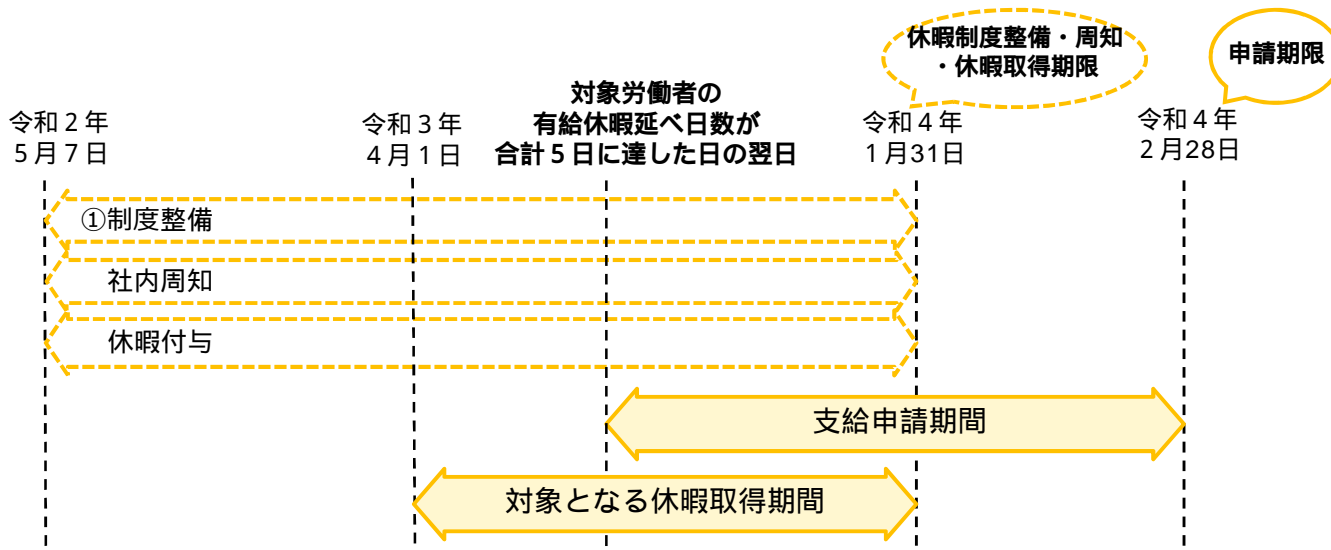 休暇制度整備・周知
・休暇取得期限
申請期限
令和２年
５月７日
令和３年
４月１日
対象労働者の
有給休暇延べ日数が
合計５日に達した日の翌日
令和４年
１月31日
令和４年
２月28日
①制度整備
社内周知
休暇付与
支給申請期間
対象となる休暇取得期間